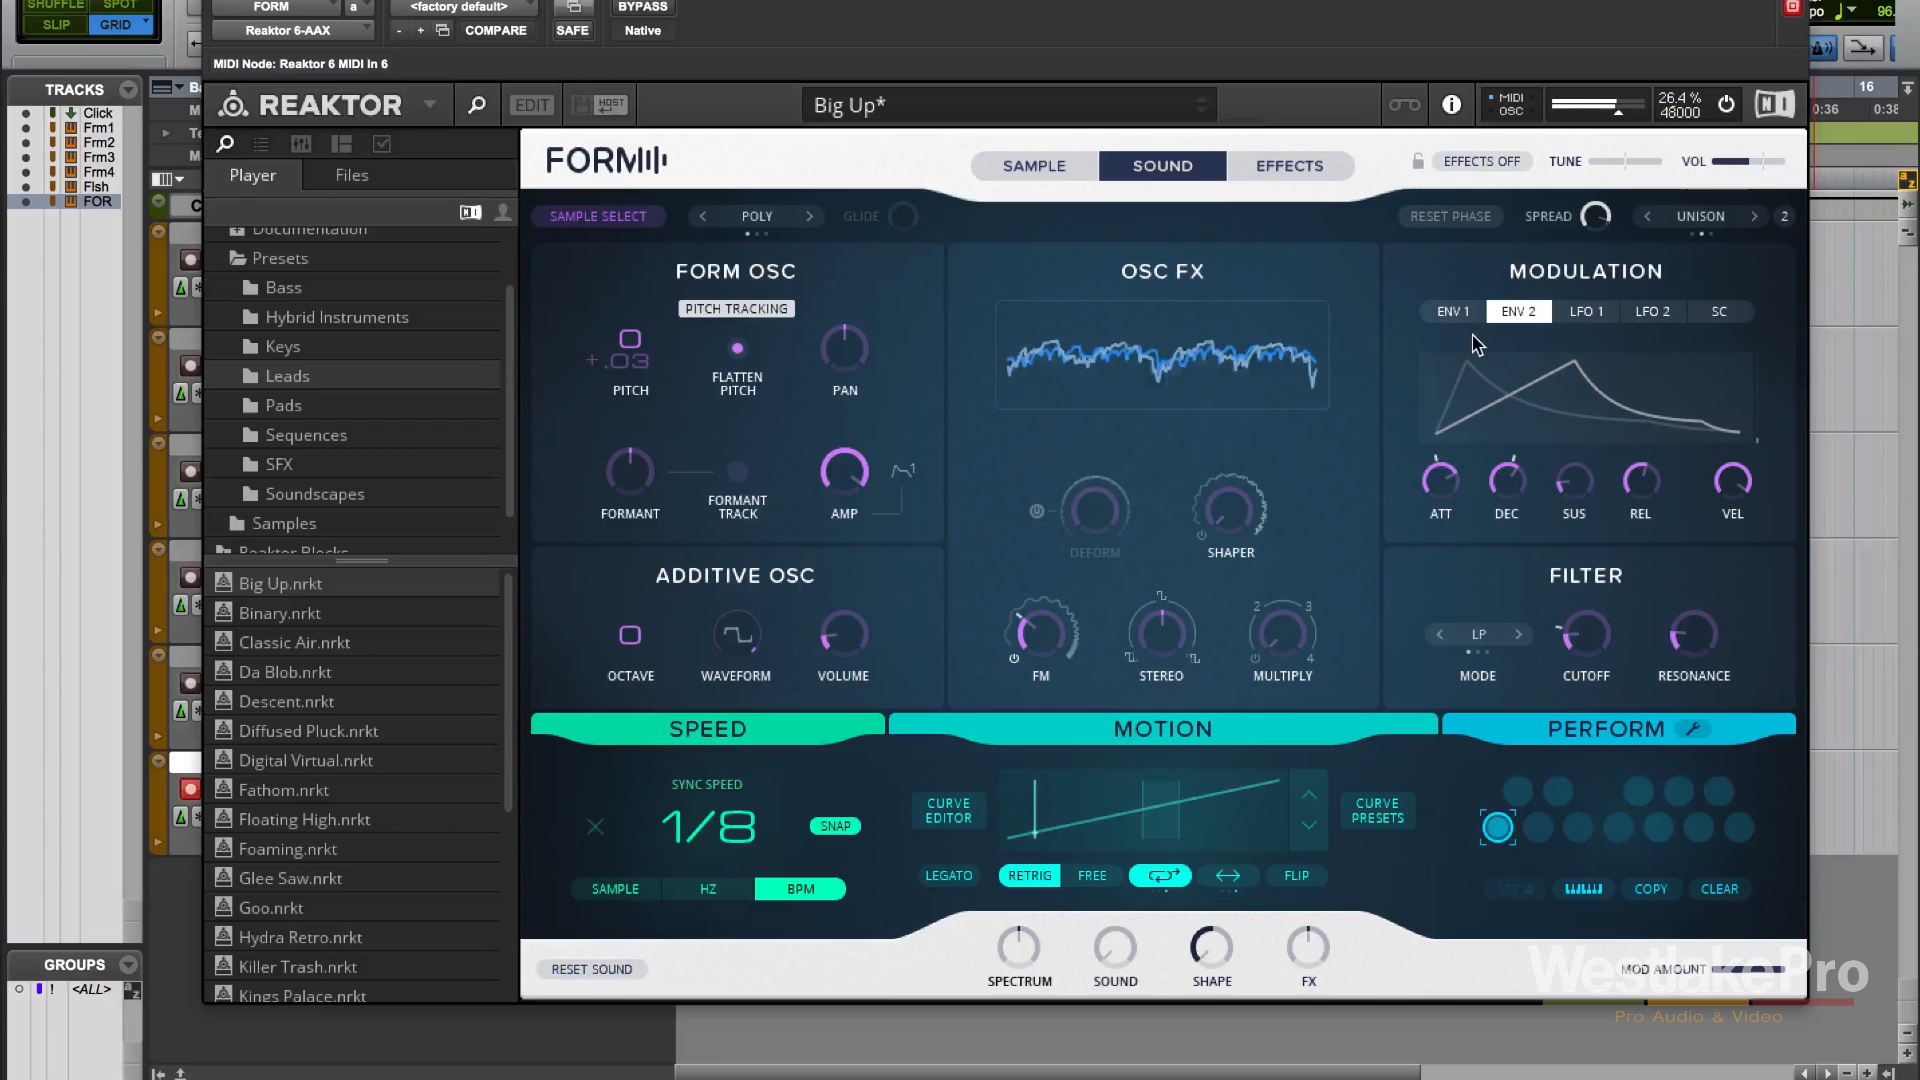 SHUFFLE SPOT
SLIP GRID
FORM a <factory default> BYPASS
Reaktor 6-AAX - + COMPARE SAFE Native
MIDI Node: Reaktor 6 MIDI In 6
po 96.
16
0:36 0:38
TRACKS
Click
Frm1
Frm2
Frm3
Frm4
Flsh
FOR
GROUPS
! <ALL>
REAKTOR EDIT HOST Big Up* MIDI OSC 26.4 % 48000 NI
Player Files
Documentation
Presets
Bass
Hybrid Instruments
Keys
Leads
Pads
Sequences
SFX
Soundscapes
Samples
Reaktor Blocks
Big Up.nrkt
Binary.nrkt
Classic Air.nrkt
Da Blob.nrkt
Descent.nrkt
Diffused Pluck.nrkt
Digital Virtual.nrkt
Fathom.nrkt
Floating High.nrkt
Foaming.nrkt
Glee Saw.nrkt
Goo.nrkt
Hydra Retro.nrkt
Killer Trash.nrkt
Kings Palace.nrkt
FORM SAMPLE SOUND EFFECTS EFFECTS OFF TUNE VOL
SAMPLE SELECT < POLY > GLIDE RESET PHASE SPREAD < UNISON > 2
FORM OSC
PITCH TRACKING
+.03
PITCH FLATTEN PITCH PAN
1
FORMANT FORMANT TRACK AMP
ADDITIVE OSC
OCTAVE WAVEFORM VOLUME
OSC FX
DEFORM SHAPER
2 3
4
FM STEREO MULTIPLY
MODULATION
ENV 1 ENV 2 LFO 1 LFO 2 SC
ATT DEC SUS REL VEL
FILTER
< LP >
MODE CUTOFF RESONANCE
SPEED
SYNC SPEED
1/8 SNAP
SAMPLE HZ BPM
MOTION
CURVE EDITOR CURVE PRESETS
LEGATO RETRIG FREE FLIP
PERFORM
COPY CLEAR
RESET SOUND SPECTRUM SOUND SHAPE FX MOD AMOUNT
WestlakePro
Pro Audio & Video